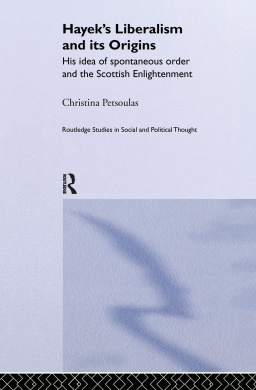 Hayek's Liberalism
and its Origins
His idea of spontaneous order
and the Scottish Enlightenment
Christina Petsoulas
Routledge Studies in Social and Political Thought
ROUTLEDGE